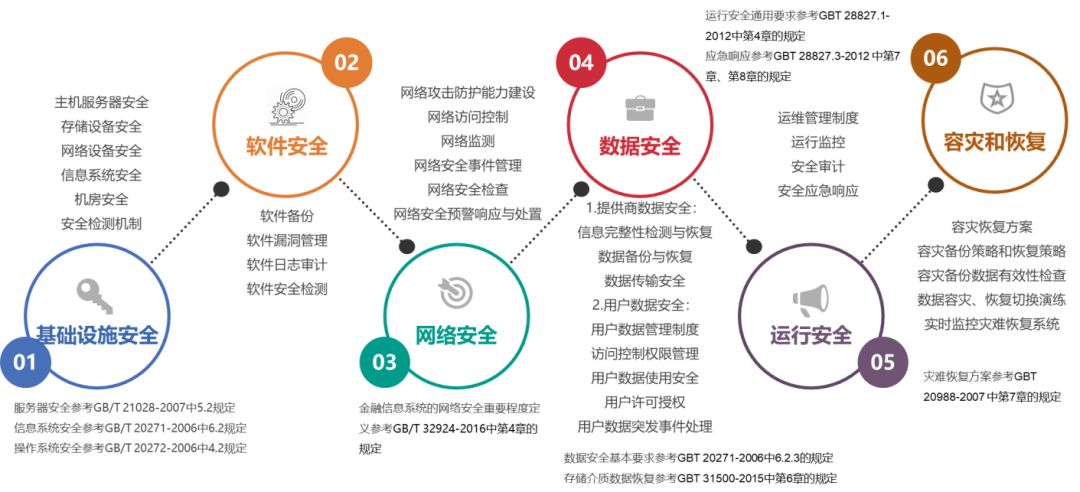 主机服务器安全
存储设备安全
网络设备安全
信息系统安全
机房安全
安全检测机制
基础设施安全
01
服务器安全参考GB/T 21028-2007中5.2规定
信息系统安全参考GB/T 20271-2006中6.2规定
操作系统安全参考GB/T 20272-2006中4.2规定
02
软件安全
软件备份
软件漏洞管理
软件日志审计
软件安全检测
网络攻击防护能力建设
网络访问控制
网络监测
网络安全事件管理
网络安全检查
网络安全预警响应与处置
网络安全
03
金融信息系统的网络安全重要程度定
义参考GB/T 32924-2016中第4章的
规定
04
数据安全
1.提供商数据安全：
信息完整性检测与恢复
数据备份与恢复
数据传输安全
2.用户数据安全：
用户数据管理制度
访问控制权限管理
用户数据使用安全
用户许可授权
用户数据突发事件处理
数据安全基本要求参考GBT 20271-2006中6.2.3的规定
存储介质数据恢复参考GBT 31500-2015中第6章的规定
运行安全通用要求参考GBT 28827.1-
2012中第4章的规定
应急响应参考GBT 28827.3-2012 中第7
章、第8章的规定
运维管理制度
运行监控
安全审计
安全应急响应
运行安全
05
06
容灾和恢复
容灾恢复方案
容灾备份策略和恢复策略
容灾备份数据有效性检查
数据容灾、恢复切换演练
实时监控灾难恢复系统
灾难恢复方案参考GBT
20988-2007 中第7章的规定